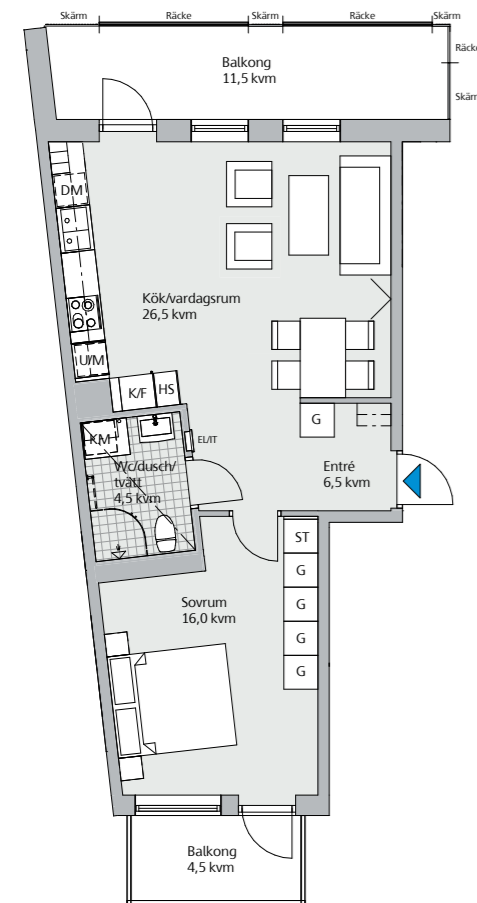 Skärm Räcke Skärm Räcke Skärm
Balkong
11,5 kvm
Räcke
Skärm
DM
Kök/vardagsrum
26,5 kvm
U/M
K/F HS
G
KM
EL/IT
Wc/dusch/
tvätt
4,5 kvm
Entré
6,5 kvm
ST
G
G
G
G
Sovrum
16,0 kvm
Balkong
4,5 kvm